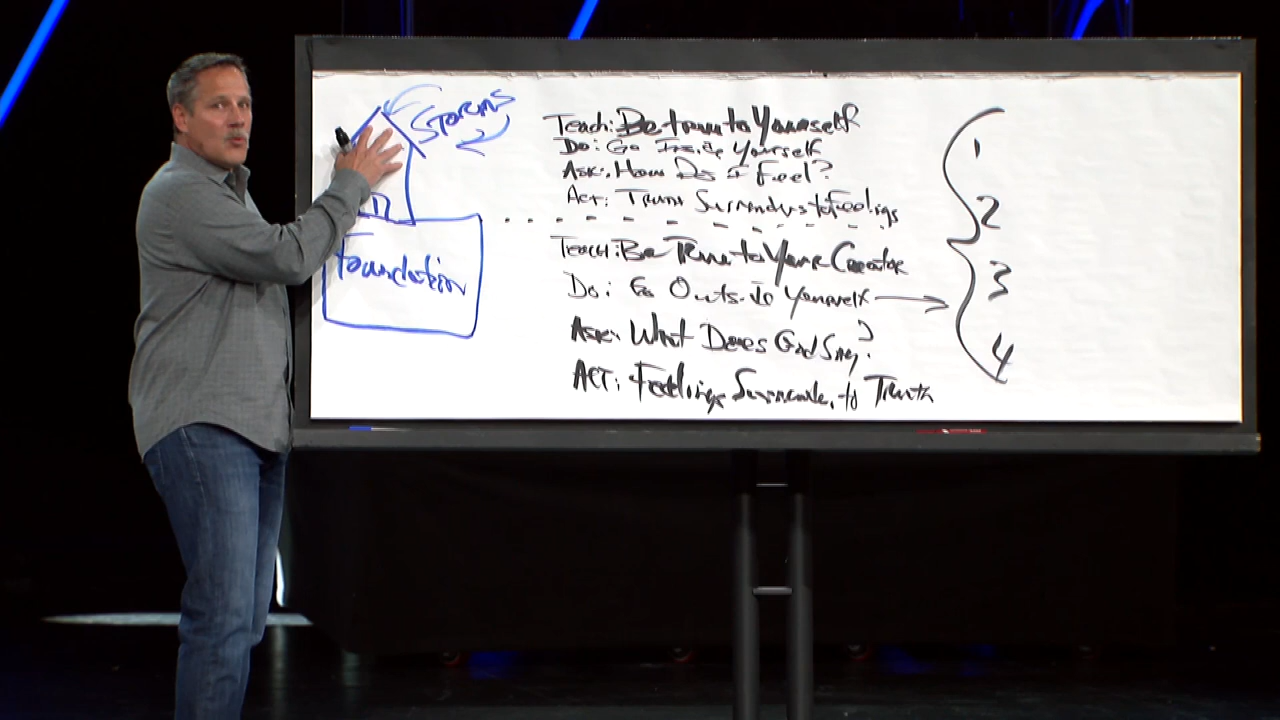 Storms
Foundation
Teach: Be true to Yourself
Do: Go Inside Yourself
Ask: How Do I Feel?
Act: Truth Surrenders to Feelings
Teach: Be True to Your Creator
Do: Go Outside Yourself
Ask: What Does God Say?
ACT: Feelings Surrender to Truth
1
2
3
4